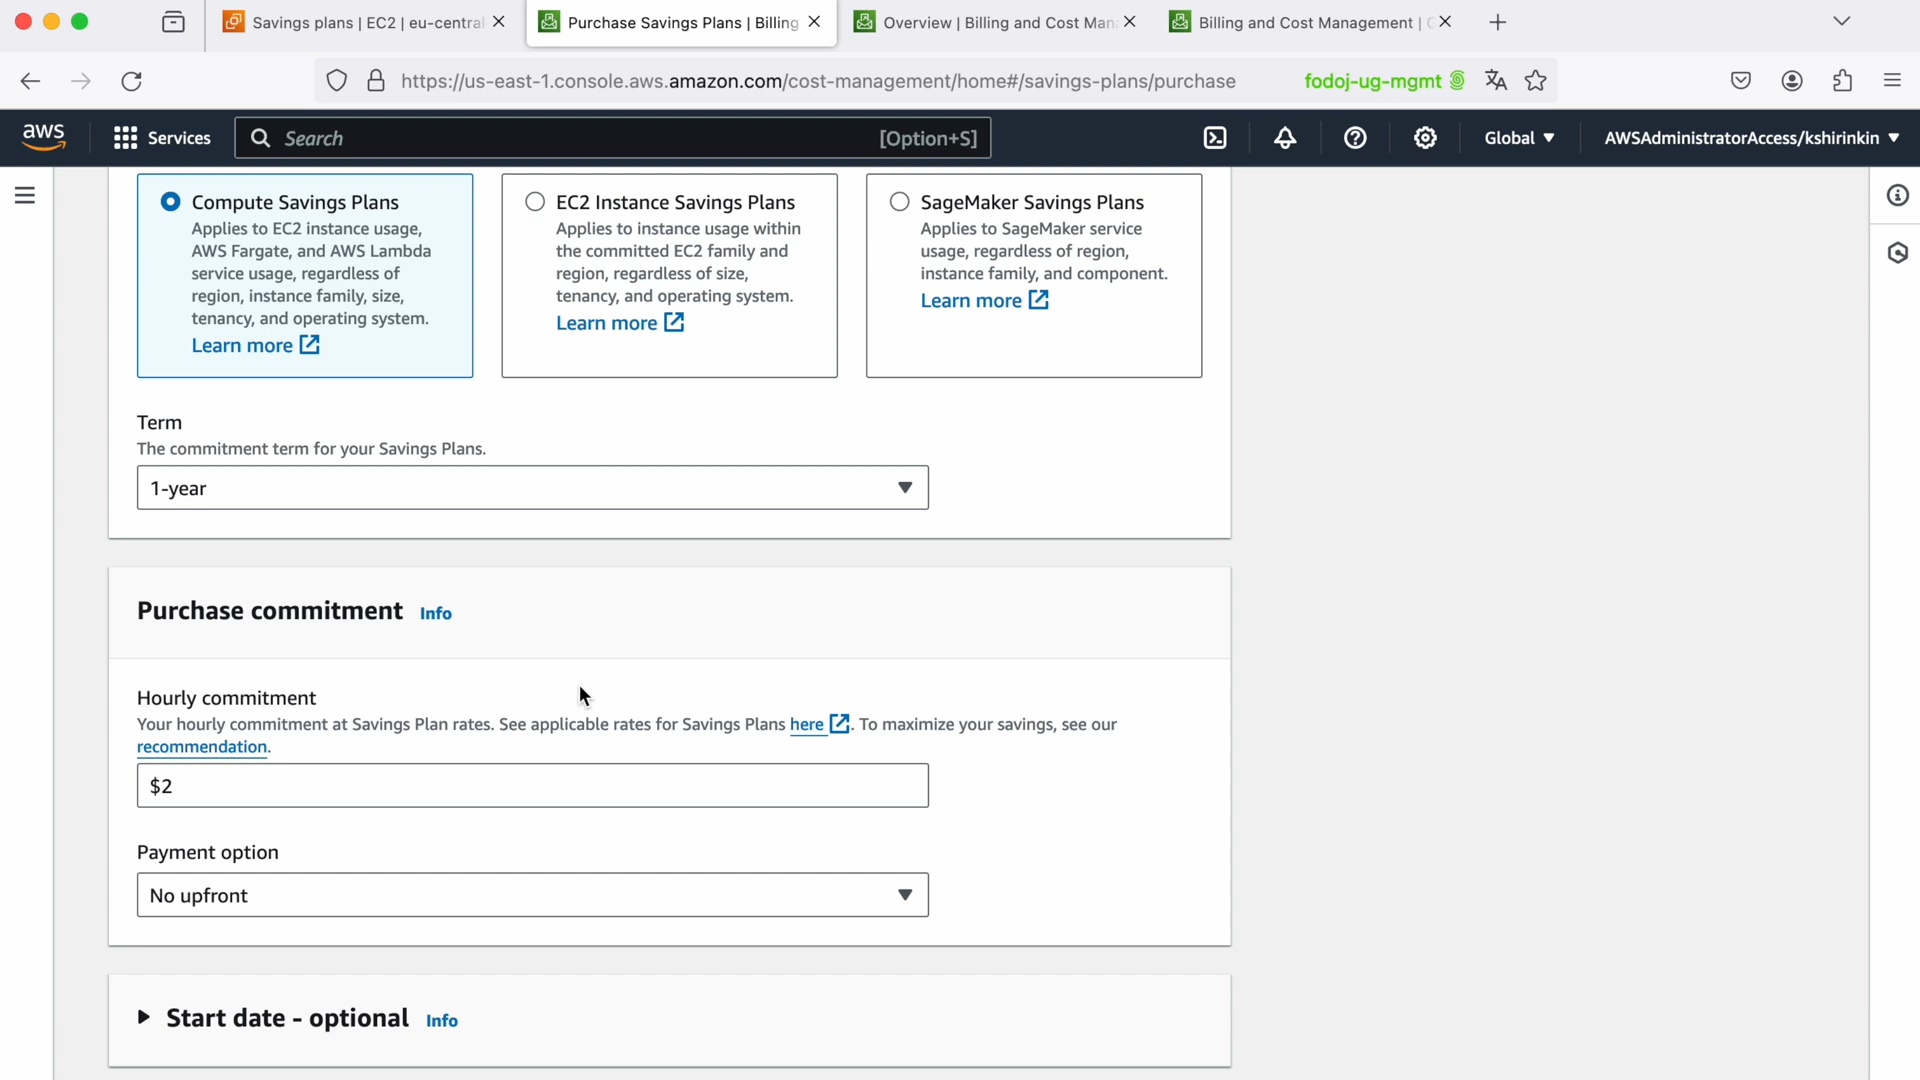 Savings plans | EC2 | eu-central
Purchase Savings Plans | Billing
Overview | Billing and Cost Man
Billing and Cost Management |
https://us-east-1.console.aws.amazon.com/cost-management/home#/savings-plans/purchase
fodoj-ug-mgmt
aws
Services
Search
[Option+S]
Global
AWSAdministratorAccess/kshirinkin
Compute Savings Plans
Applies to EC2 instance usage,
AWS Fargate, and AWS Lambda
service usage, regardless of
region, instance family, size,
tenancy, and operating system.
Learn more
EC2 Instance Savings Plans
Applies to instance usage within
the committed EC2 family and
region, regardless of size,
tenancy, and operating system.
Learn more
SageMaker Savings Plans
Applies to SageMaker service
usage, regardless of region,
instance family, and component.
Learn more
Term
The commitment term for your Savings Plans.
1-year
Purchase commitment Info
Hourly commitment
Your hourly commitment at Savings Plan rates. See applicable rates for Savings Plans here. To maximize your savings, see our
recommendation.
$2
Payment option
No upfront
Start date - optional Info